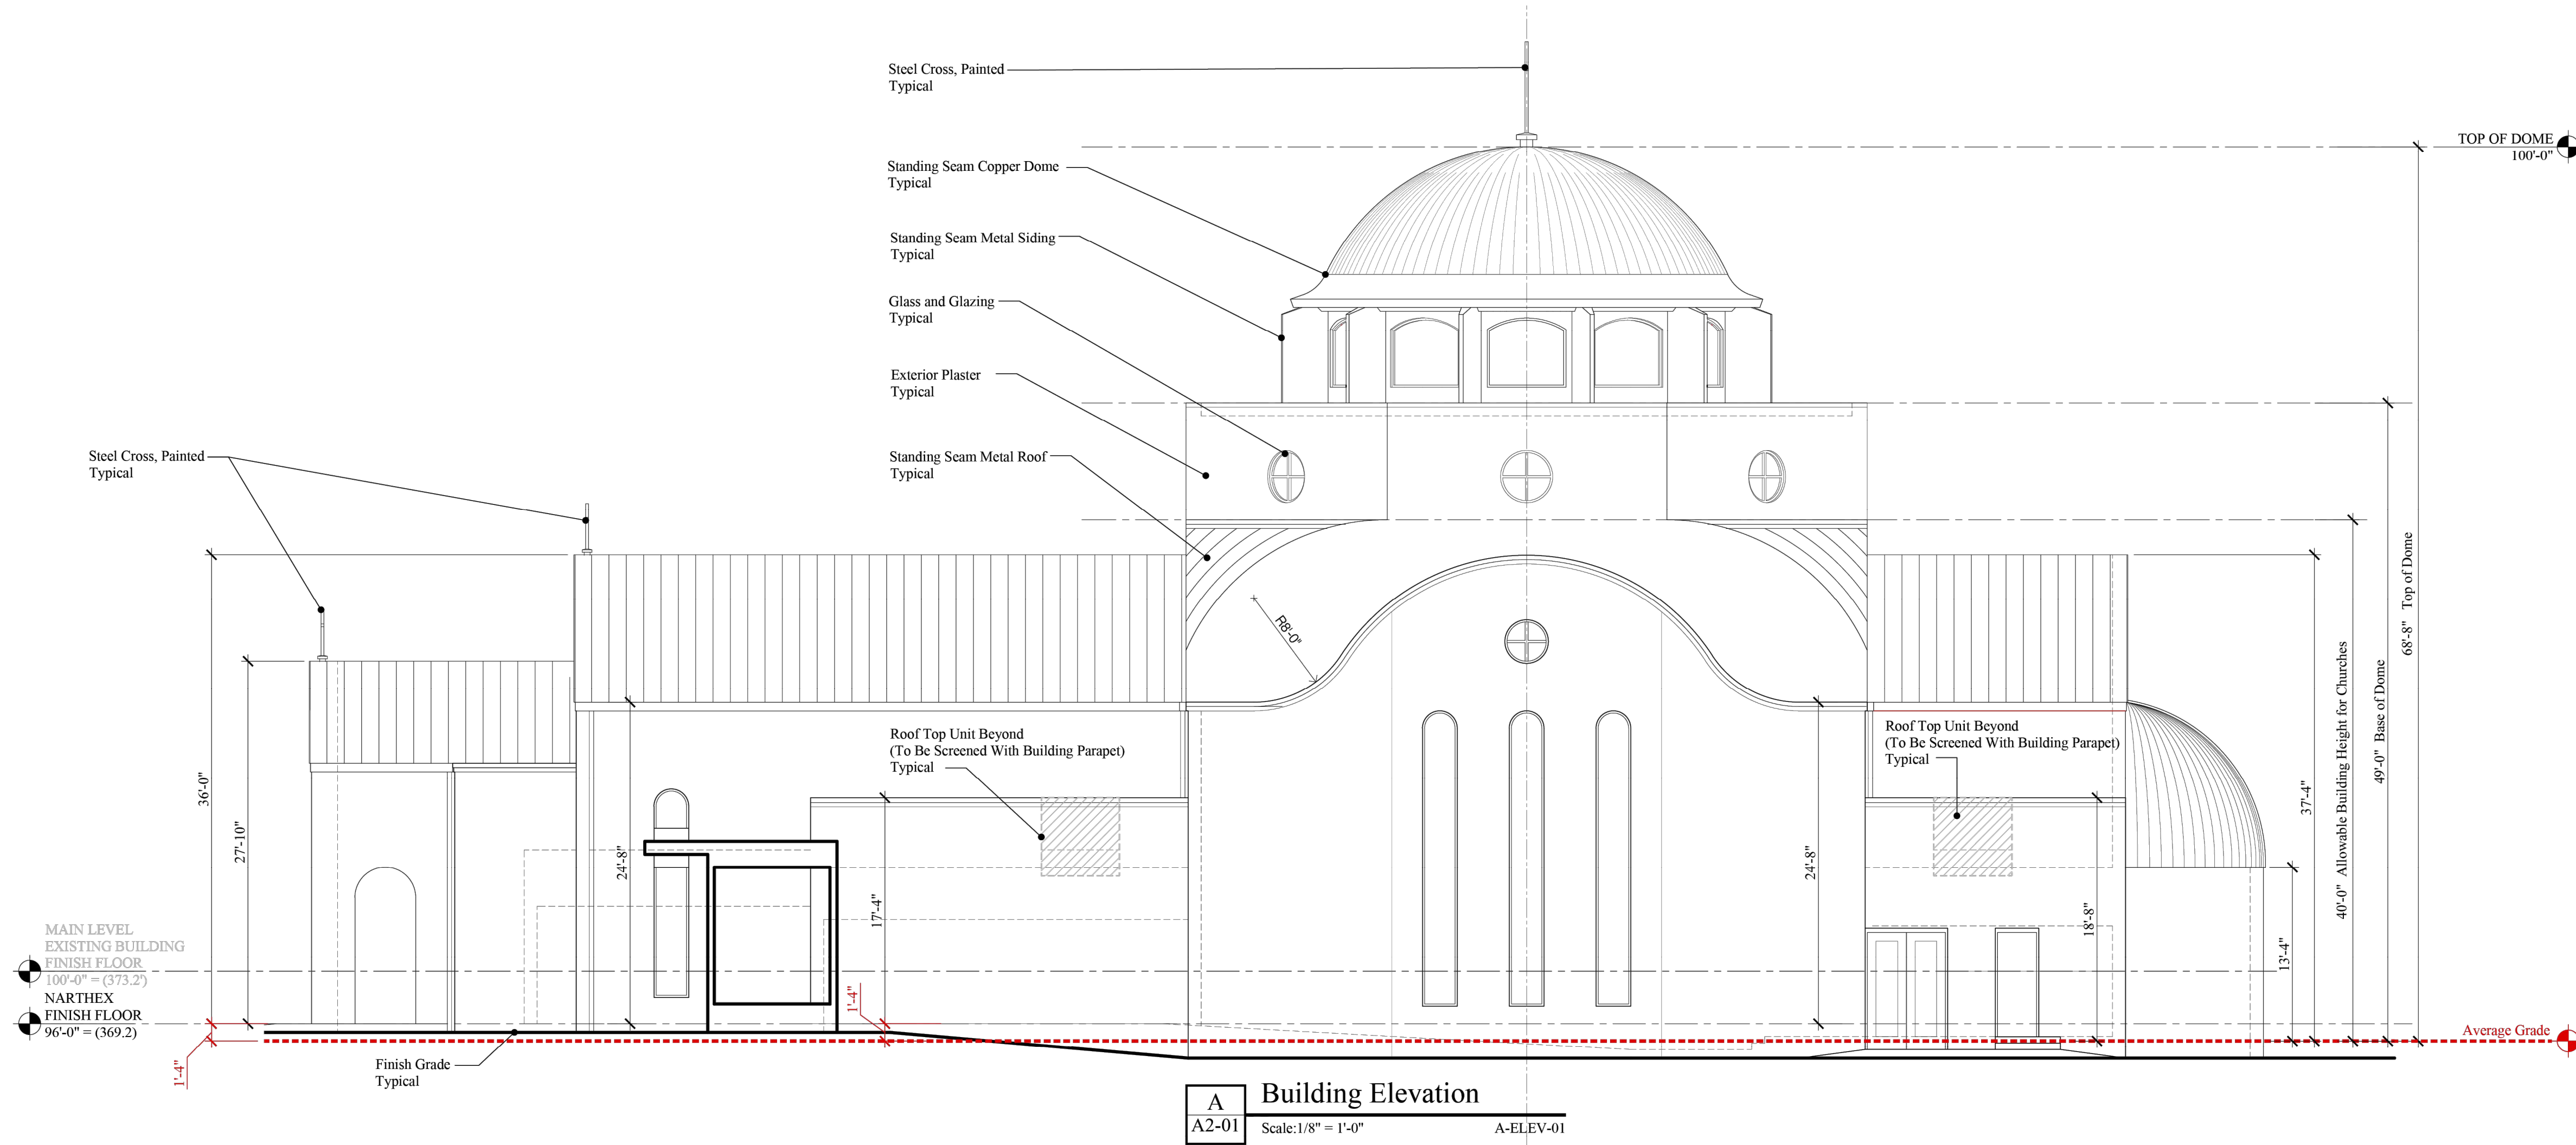 Steel Cross, Painted
Typical
TOP OF DOME
100'-0"
Standing Seam Copper Dome
Typical
Standing Seam Metal Siding
Typical
Glass and Glazing
Typical
Exterior Plaster
Typical
Standing Seam Metal Roof
Typical
Steel Cross, Painted
Typical
R8'-0"
Roof Top Unit Beyond
(To Be Screened With Building Parapet)
Typical
Roof Top Unit Beyond
(To Be Screened With Building Parapet)
Typical
36'-0"
27'-10"
24'-8"
17'-4"
24'-8"
18'-8"
13'-4"
37'-4"
40'-0" Allowable Building Height for Churches
49'-0" Base of Dome
68'-8" Top of Dome
MAIN LEVEL
EXISTING BUILDING
FINISH FLOOR
100'-0" = (373.2')
NARTHEX
FINISH FLOOR
96'-0" = (369.2)
1'-4"
1'-4"
Average Grade
Finish Grade
Typical
A
A2-01
Building Elevation
Scale:1/8" = 1'-0"
A-ELEV-01